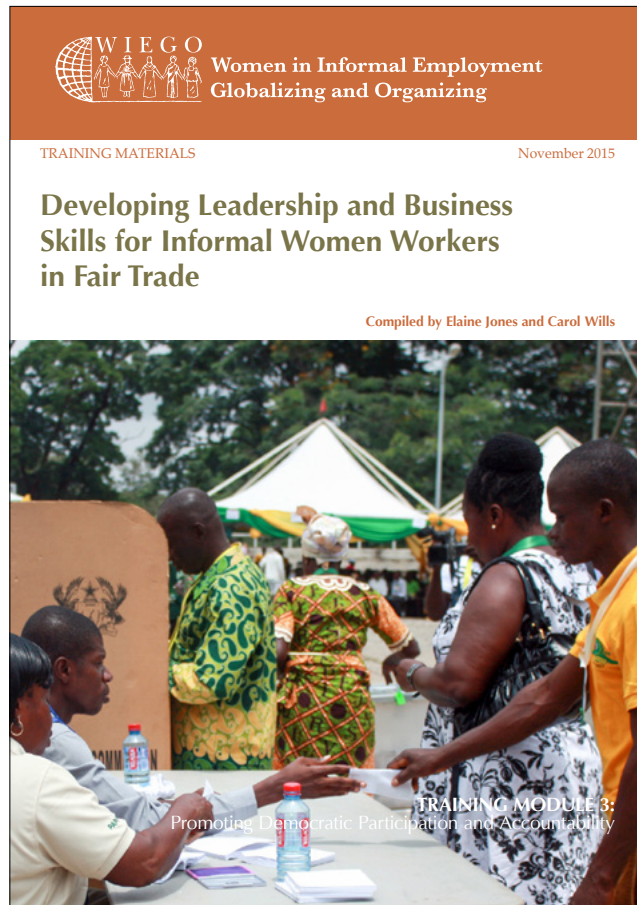 WIEGO
Women in Informal Employment
Globalizing and Organizing
TRAINING MATERIALS
November 2015
Developing Leadership and Business
Skills for Informal Women Workers
in Fair Trade
Compiled by Elaine Jones and Carol Wills
TRAINING MODULE 3:
Promoting Democratic Participation and Accountability